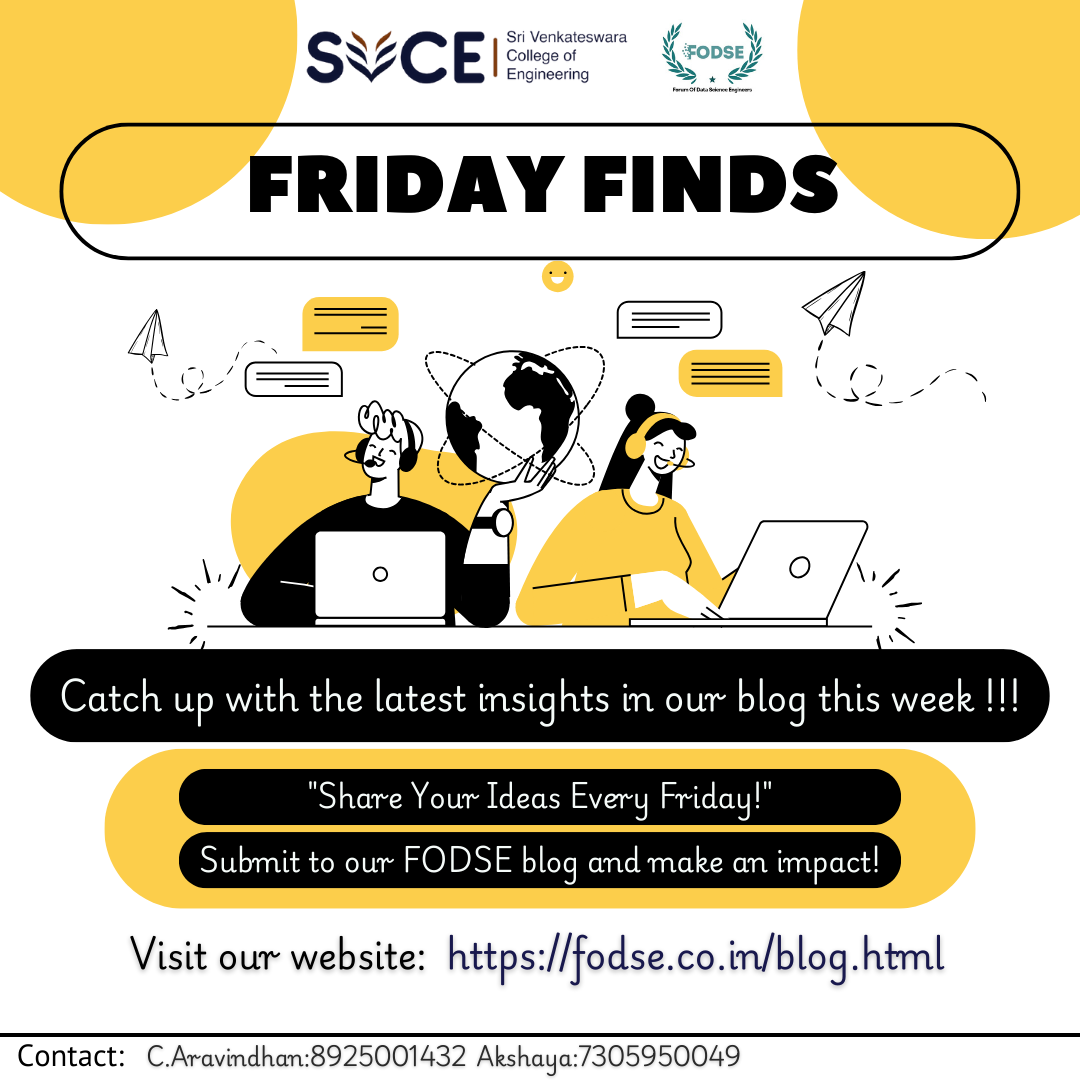 SVCE
Sri Venkateswara
College of
Engineering
FODSE
Forum Of Data Science Engineers
FRIDAY FINDS
Catch up with the latest insights in our blog this week !!!
"Share Your Ideas Every Friday!"
Submit to our FODSE blog and make an impact!
Visit our website: https://fodse.co.in/blog.html
Contact: C.Aravindhan:8925001432 Akshaya:7305950049